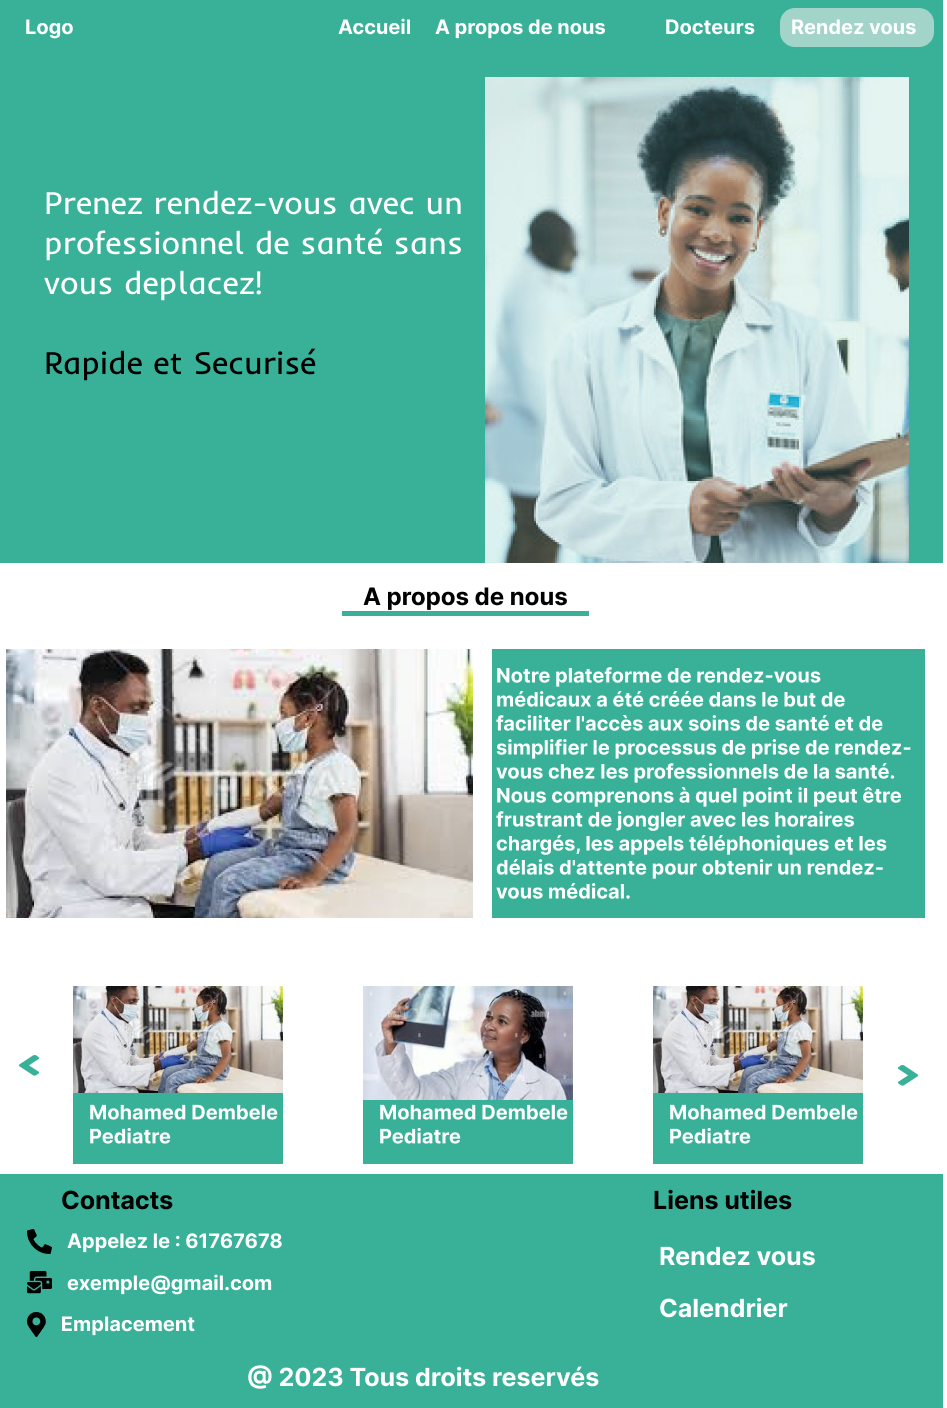 Logo
Accueil
A propos de nous
Docteurs
Rendez vous
Prenez rendez-vous avec un
professionnel de santé sans
vous deplacez!
Rapide et Securisé
A propos de nous
Notre plateforme de rendez-vous
médicaux a été créée dans le but de
faciliter l'accès aux soins de santé et de
simplifier le processus de prise de rendez-
vous chez les professionnels de la santé.
Nous comprenons à quel point il peut être
frustrant de jongler avec les horaires
chargés, les appels téléphoniques et les
délais d'attente pour obtenir un rendez-
vous médical.
<
>
Mohamed Dembele
Pediatre
Mohamed Dembele
Pediatre
Mohamed Dembele
Pediatre
Contacts
Appelez le : 61767678
exemple@gmail.com
Emplacement
Liens utiles
Rendez vous
Calendrier
@ 2023 Tous droits reservés